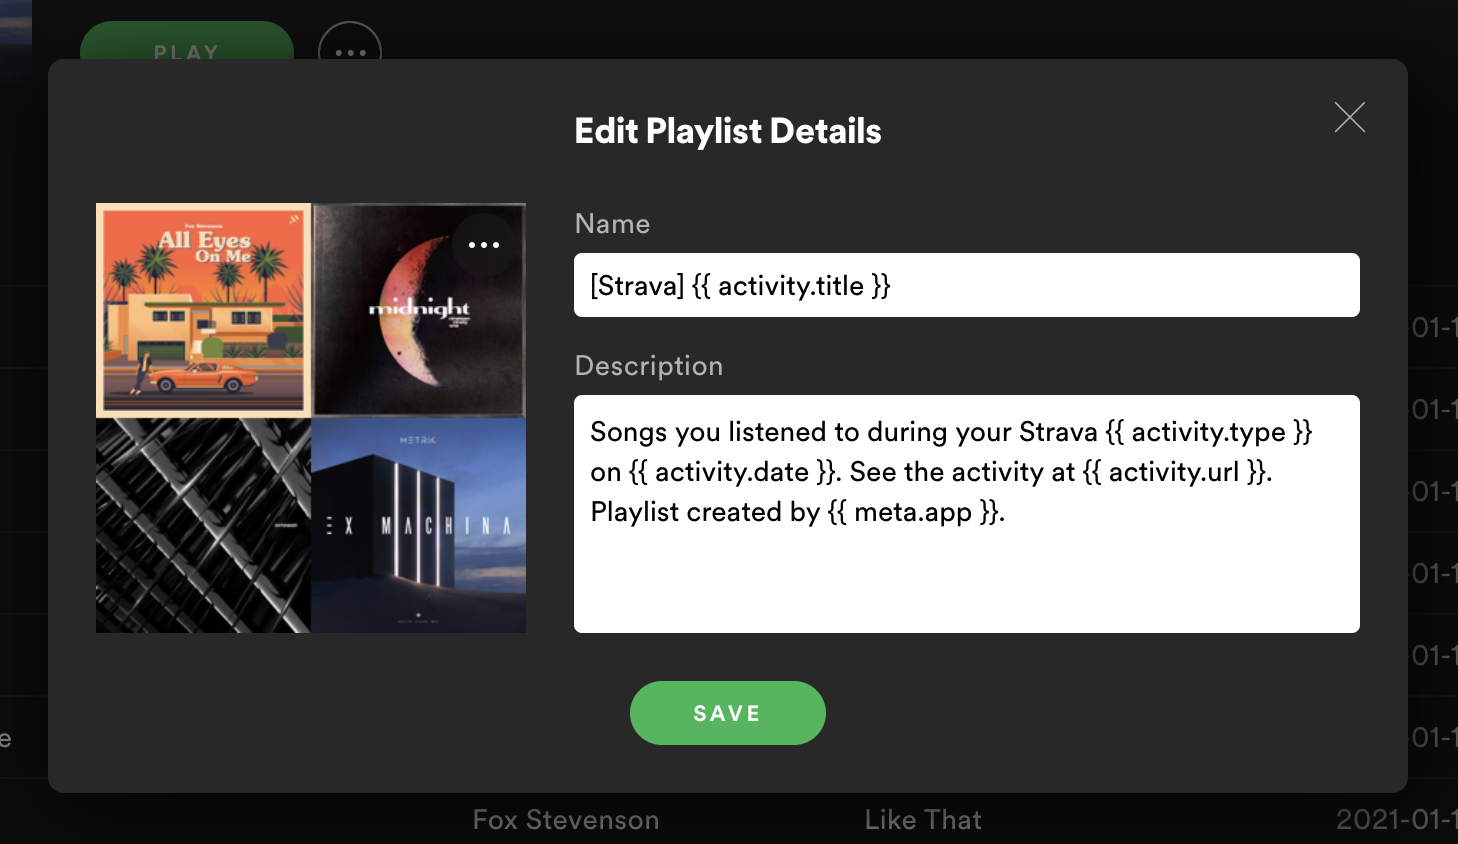 PLAY
Edit Playlist Details
Fox Stevenson
All Eyes
On Me
midnight
METRIK
EX MACHINA
Name
[Strava] {{ activity.title }}
Description
Songs you listened to during your Strava {{ activity.type }}
on {{ activity.date }}. See the activity at {{ activity.url }}.
Playlist created by {{ meta.app }}.
SAVE
-01-1
-01-1
-01-1
-01-1
-01-1
e
-01-1
Fox Stevenson
Like That
2021-01-1